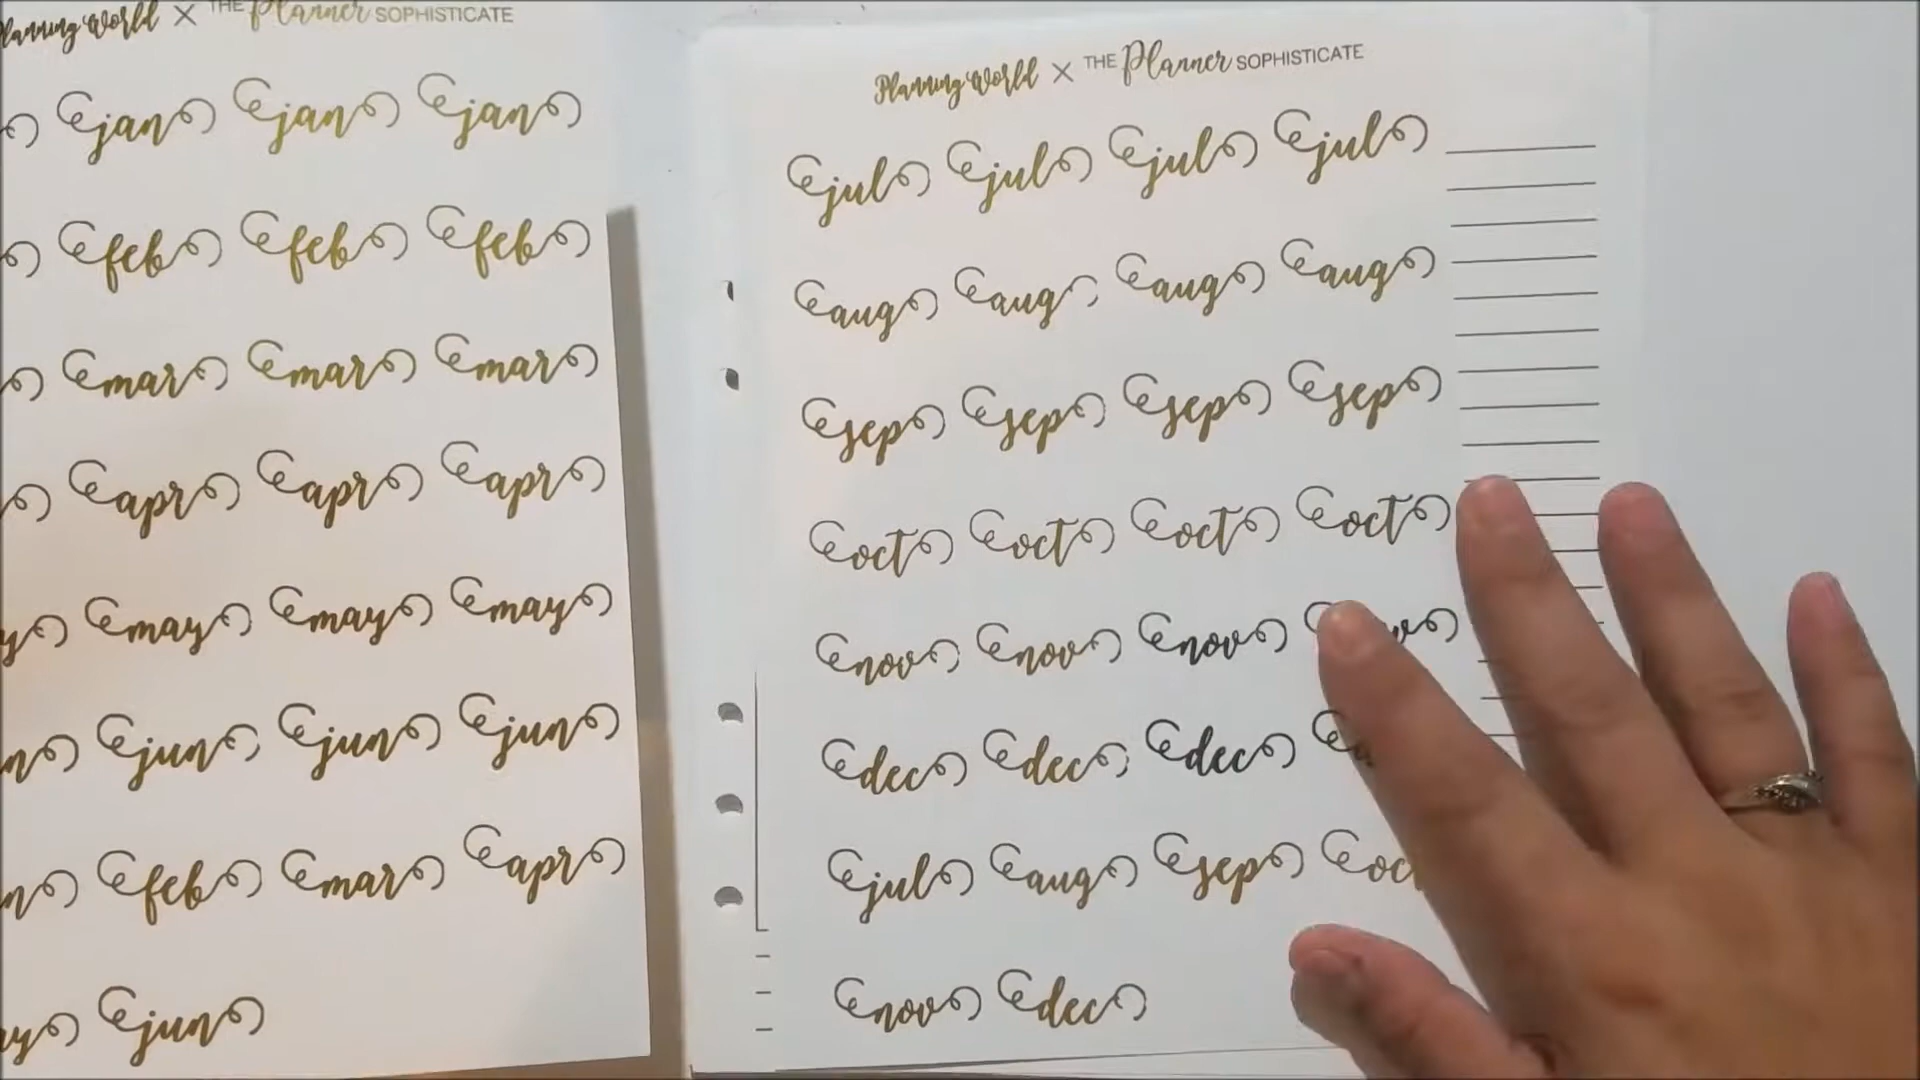 Planning World X THE Planner SOPHISTICATE
jan jan jan
feb feb feb
mar mar mar
apr apr apr
may may may
jun jun jun
feb mar apr
jun
Planning World X THE Planner SOPHISTICATE
jul jul jul jul
aug aug aug aug
sep sep sep sep
oct oct oct oct
nov nov nov
dec dec dec
jul aug sep oct
nov dec